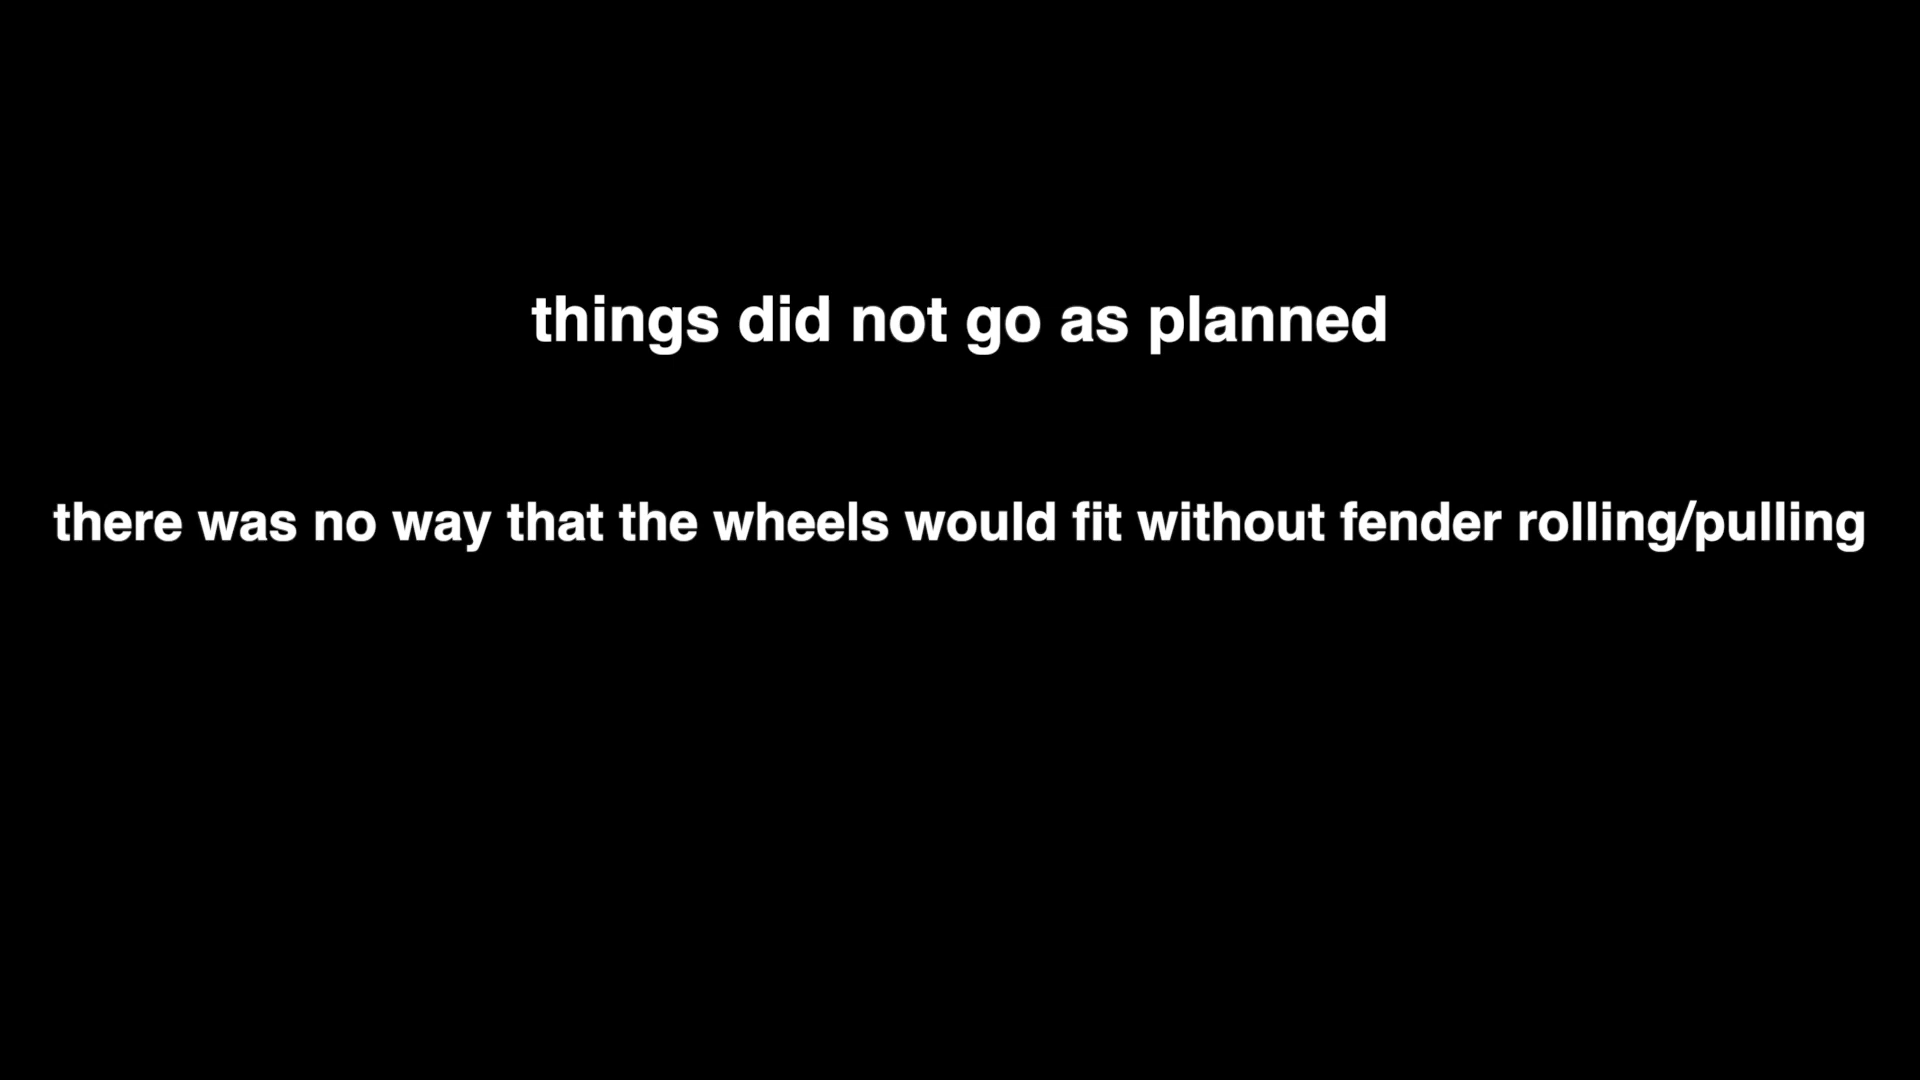 things did not go as planned
there was no way that the wheels would fit without fender rolling/pulling